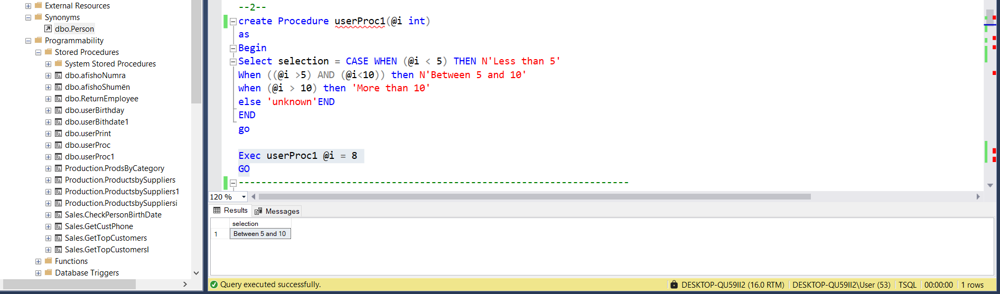 External Resources
Synonyms
dbo.Person
Programmability
Stored Procedures
System Stored Procedures
dbo.afishoNumra
dbo.afishoShumën
dbo.ReturnEmployee
dbo.userBirthday
dbo.userBithdate1
dbo.userPrint
dbo.userProc
dbo.userProc1
Production.ProdsByCategory
Production.ProductsbySuppliers
Production.ProductsbySuppliers1
Production.ProductsbySuppliersi
Sales.CheckPersonBirthDate
Sales.GetCustPhone
Sales.GetTopCustomers
Sales.GetTopCustomersI
Functions
Database Triggers
--2--
create Procedure userProc1(@i int)
as
Begin
Select selection = CASE WHEN (@i < 5) THEN N'Less than 5'
When ((@i >5) AND (@i<10)) then N'Between 5 and 10'
when (@i > 10) then 'More than 10'
else 'unknown'END
END
go
Exec userProc1 @i = 8
GO
---------------------------------------------------------------------
120 %
Results Messages
selection
1 Between 5 and 10
Query executed successfully. DESKTOP-QU59II2 (16.0 RTM) DESKTOP-QU59II2\User (53) TSQL 00:00:00 1 rows